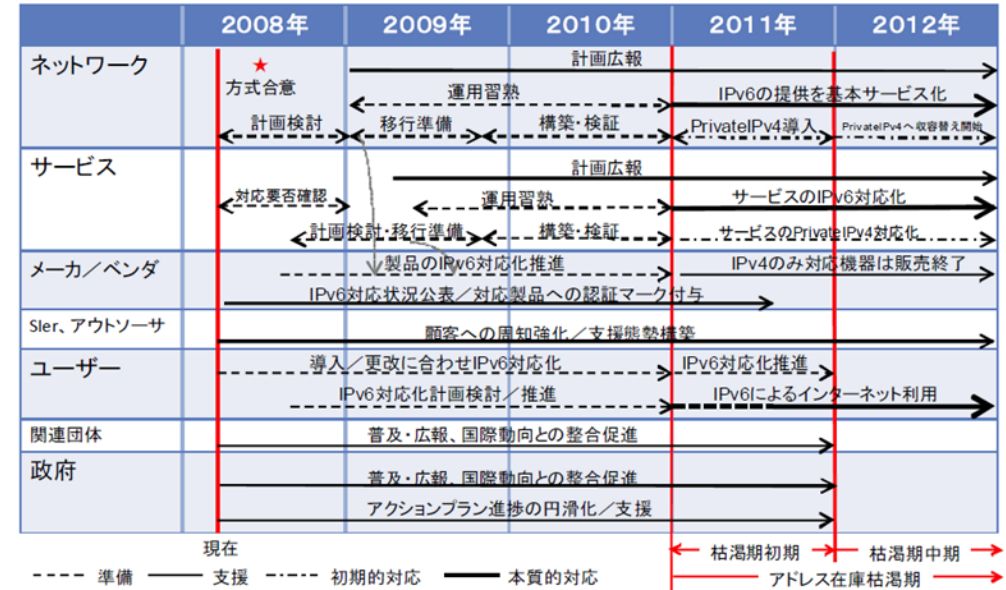 2008年 2009年 2010年 2011年 2012年
ネットワーク
★
計画広報
方式合意
運用習熟
IPv6の提供を基本サービス化
計画検討 移行準備 構築・検証 PrivateIPv4導入 PrivateIPv4へ収容替え開始
サービス
計画広報
対応要否確認
運用習熟
サービスのIPv6対応化
計画検討・移行準備 構築・検証 サービスのPrivateIPv4対応化
メーカ／ベンダ
製品のIPv6対応化推進 IPv4のみ対応機器は販売終了
IPv6対応状況公表／対応製品への認証マーク付与
SIer、アウトソーサ
顧客への周知強化／支援態勢構築
ユーザー
導入／更改に合わせIPv6対応化 IPv6対応化推進
IPv6対応化計画検討／推進 IPv6によるインターネット利用
関連団体
普及・広報、国際動向との整合促進
政府
普及・広報、国際動向との整合促進
アクションプラン進捗の円滑化／支援
現在
枯渇期初期 枯渇期中期
準備 支援 初期的対応 本質的対応
アドレス在庫枯渇期